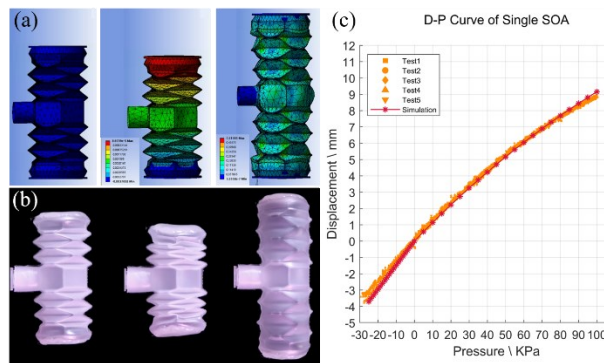 (a)
(b)
(c)
D-P Curve of Single SOA
Test1
Test2
Test3
Test4
Test5
Simulation
Displacement \ mm
12
11
10
9
8
7
6
5
4
3
2
1
0
-1
-2
-3
-4
-5
-30 -20 -10 0 10 20 30 40 50 60 70 80 90 100
Pressure \ KPa